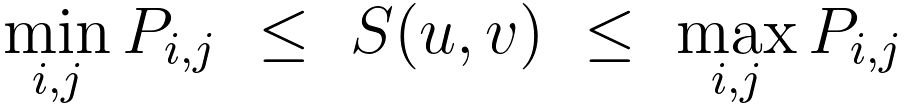 min_{i,j} P_{i,j} ≤ S(u, v) ≤ max_{i,j} P_{i,j}